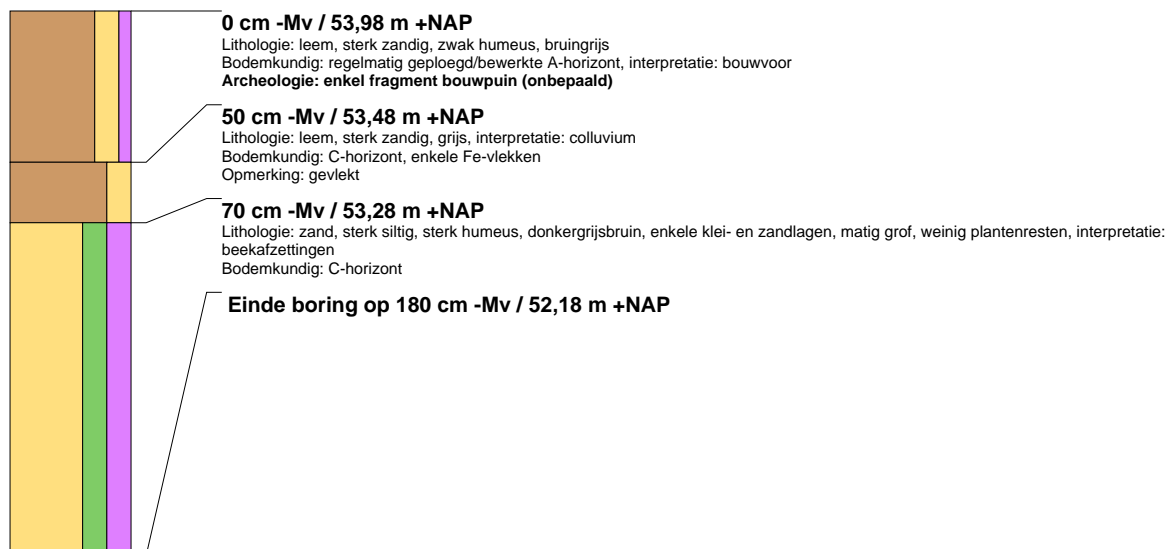 0 cm -Mv / 53,98 m +NAP
Lithologie: leem, sterk zandig, zwak humeus, bruingrijs
Bodemkundig: regelmatig geploegd/bewerkte A-horizont, interpretatie: bouwvoor
Archeologie: enkel fragment bouwpuin (onbepaald)
50 cm -Mv / 53,48 m +NAP
Lithologie: leem, sterk zandig, grijs, interpretatie: colluvium
Bodemkundig: C-horizont, enkele Fe-vlekken
Opmerking: gevlekt
70 cm -Mv / 53,28 m +NAP
Lithologie: zand, sterk siltig, sterk humeus, donkergrijsbruin, enkele klei- en zandlagen, matig grof, weinig plantenresten, interpretatie:
beekafzettingen
Bodemkundig: C-horizont
Einde boring op 180 cm -Mv / 52,18 m +NAP